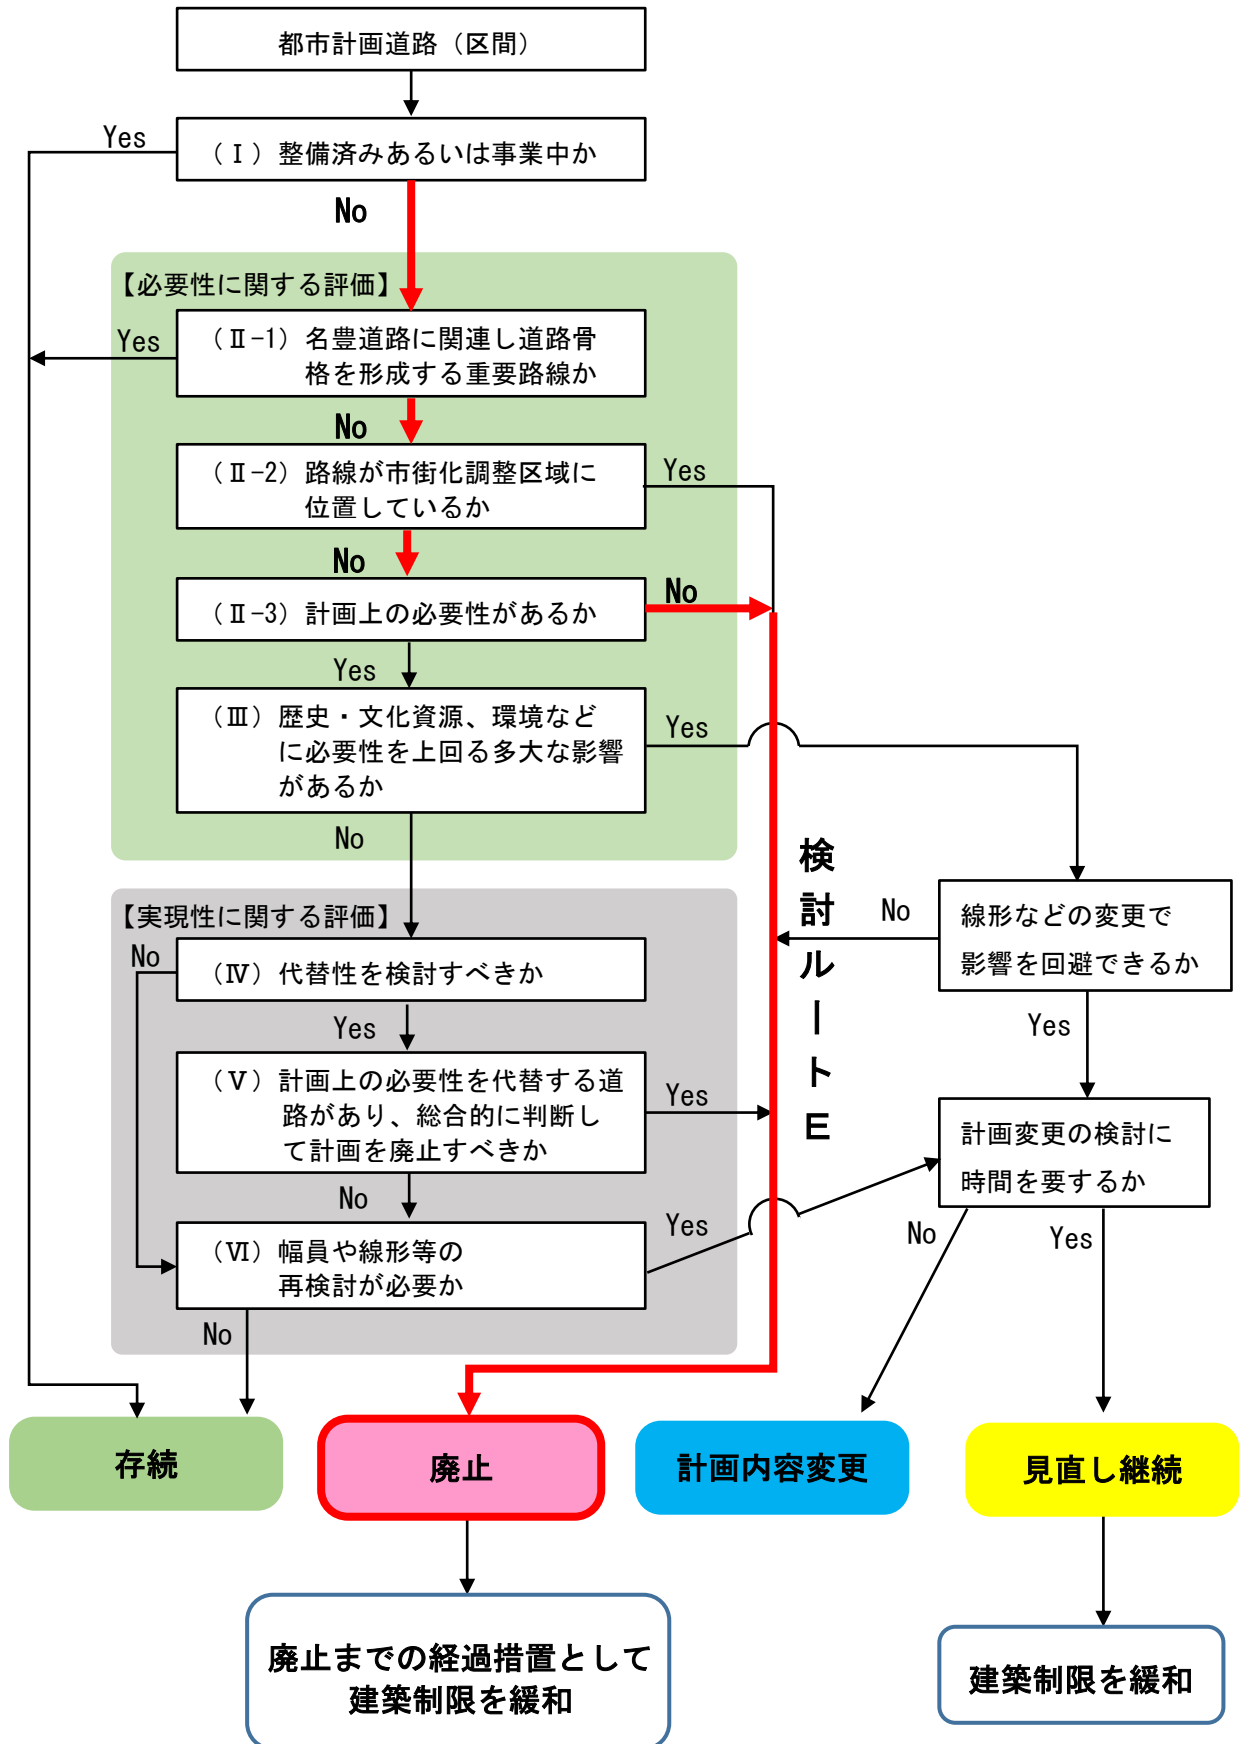 都市計画道路（区間）
Yes
（Ⅰ）整備済みあるいは事業中か
No
【必要性に関する評価】
Yes
（Ⅱ-1）名豊道路に関連し道路骨
格を形成する重要路線か
No
（Ⅱ-2）路線が市街化調整区域に
位置しているか
Yes
No
（Ⅱ-3）計画上の必要性があるか
No
Yes
（Ⅲ）歴史・文化資源、環境など
に必要性を上回る多大な影響
があるか
Yes
No
検討ルートE
線形などの変更で
影響を回避できるか
No
Yes
【実現性に関する評価】
No
（Ⅳ）代替性を検討すべきか
Yes
（Ⅴ）計画上の必要性を代替する道
路があり、総合的に判断し
て計画を廃止すべきか
Yes
No
計画変更の検討に
時間を要するか
（Ⅵ）幅員や線形等の
再検討が必要か
Yes
No
No
Yes
存続
廃止
計画内容変更
見直し継続
廃止までの経過措置として
建築制限を緩和
建築制限を緩和